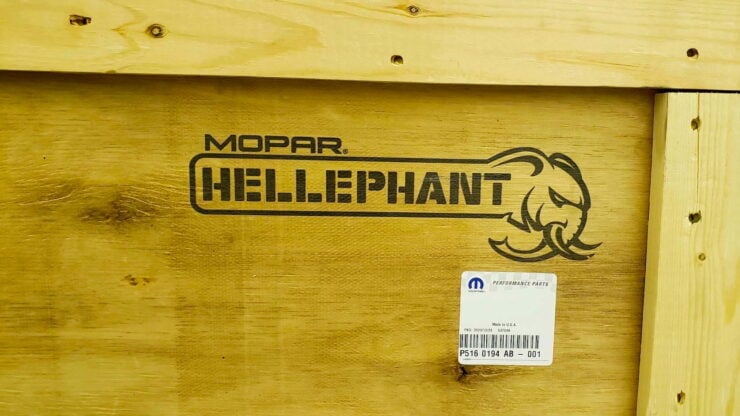 MOPAR®
HELLEPHANT
PERFORMANCE PARTS
Made in U.S.A.
P516 0194 AB - 001